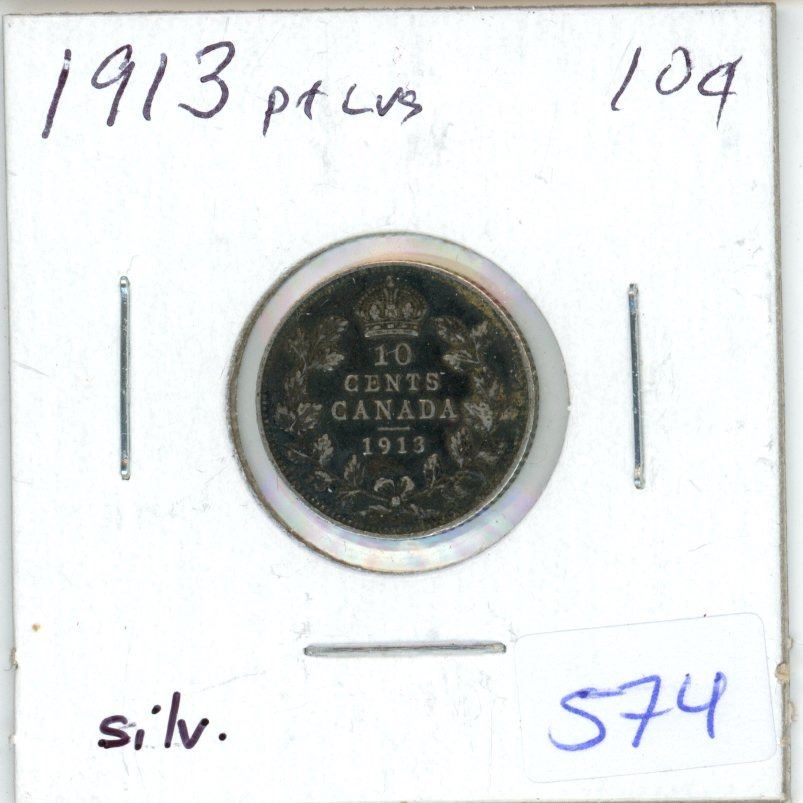 1913 pt Lvs 10¢
10
CENTS
CANADA
1913
silv.
574